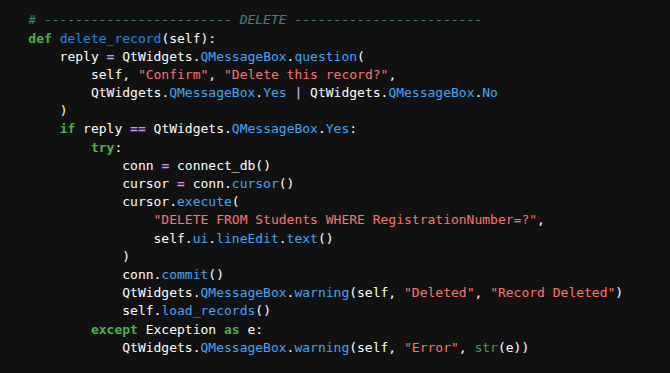 # ------------------------ DELETE ------------------------
def delete_record(self):
    reply = QtWidgets.QMessageBox.question(
        self, "Confirm", "Delete this record?",
        QtWidgets.QMessageBox.Yes | QtWidgets.QMessageBox.No
    )
    if reply == QtWidgets.QMessageBox.Yes:
        try:
            conn = connect_db()
            cursor = conn.cursor()
            cursor.execute(
                "DELETE FROM Students WHERE RegistrationNumber=?",
                self.ui.lineEdit.text()
            )
            conn.commit()
            QtWidgets.QMessageBox.warning(self, "Deleted", "Record Deleted")
            self.load_records()
        except Exception as e:
            QtWidgets.QMessageBox.warning(self, "Error", str(e))